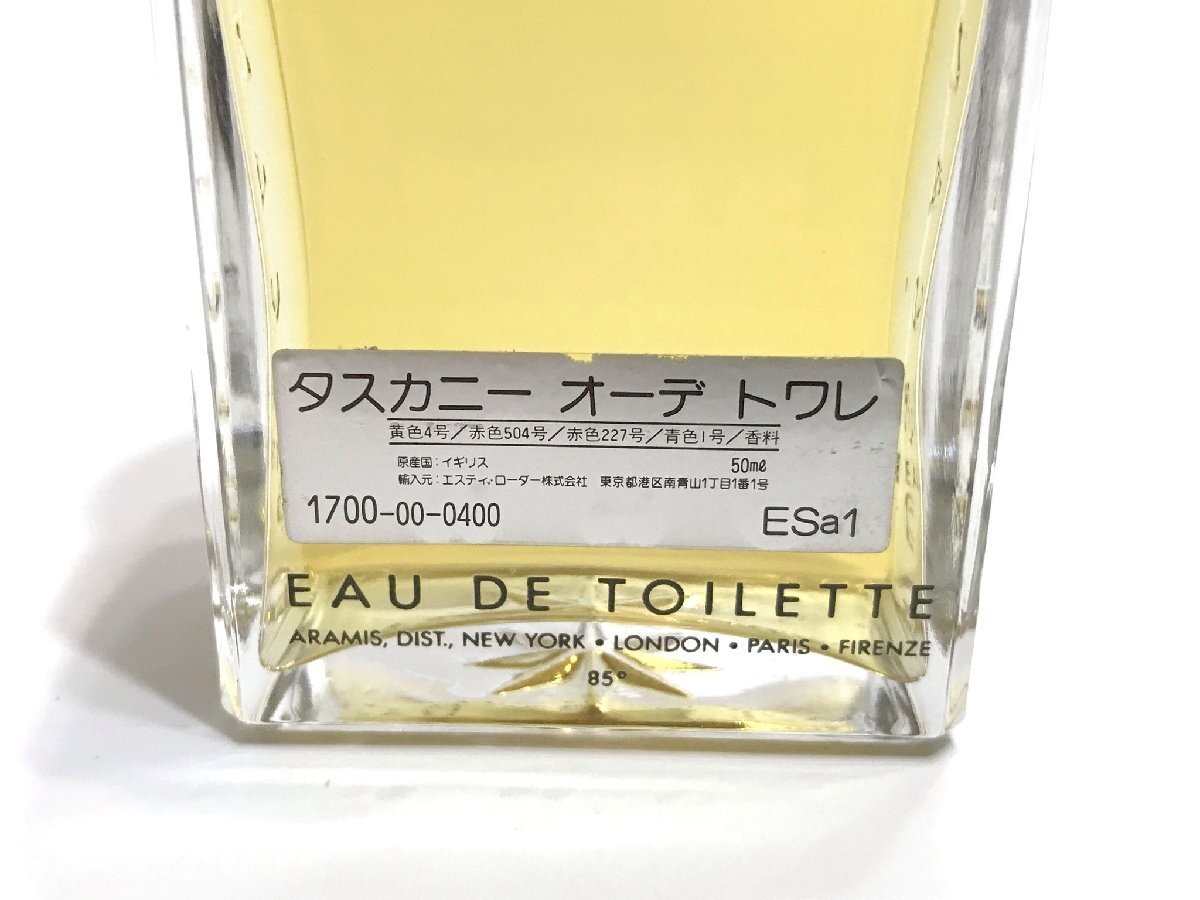 タスカニー オーデ トワレ
黄色4号/赤色504号/赤色227号/青色1号/香料
原産国:イギリス 50mℓ
輸入元:エスティ・ローダー株式会社 東京都港区南青山1丁目1番1号
1700-00-0400 ESa1
EAU DE TOILETTE
ARAMIS, DIST., NEW YORK • LONDON • PARIS • FIRENZE
85°